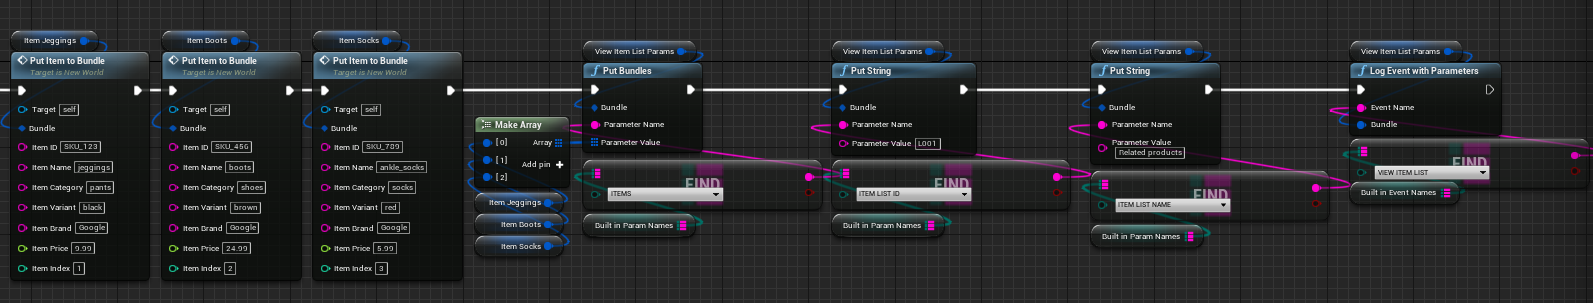 Item Jeggings
Put Item to Bundle
Target is New World
Target self
Bundle
Item ID SKU_123
Item Name jeggings
Item Category pants
Item Variant black
Item Brand Google
Item Price 9.99
Item Index 1
Item Boots
Put Item to Bundle
Target is New World
Target self
Bundle
Item ID SKU_456
Item Name boots
Item Category shoes
Item Variant brown
Item Brand Google
Item Price 24.99
Item Index 2
Item Socks
Put Item to Bundle
Target is New World
Target self
Bundle
Item ID SKU_789
Item Name ankle_socks
Item Category socks
Item Variant red
Item Brand Google
Item Price 5.99
Item Index 3
Make Array
[0] Array
[1] Add pin +
[2]
Item Jeggings
Item Boots
Item Socks
View Item List Params
f Put Bundles
Bundle
Parameter Name
Parameter Value
FIND
ITEMS
Built in Param Names
View Item List Params
f Put String
Bundle
Parameter Name
Parameter Value L001
FIND
ITEM LIST ID
Built in Param Names
View Item List Params
f Put String
Bundle
Parameter Name
Parameter Value
Related products
FIND
ITEM LIST NAME
Built in Param Names
View Item List Params
f Log Event with Parameters
Event Name
Bundle
FIND
VIEW ITEM LIST
Built in Event Names